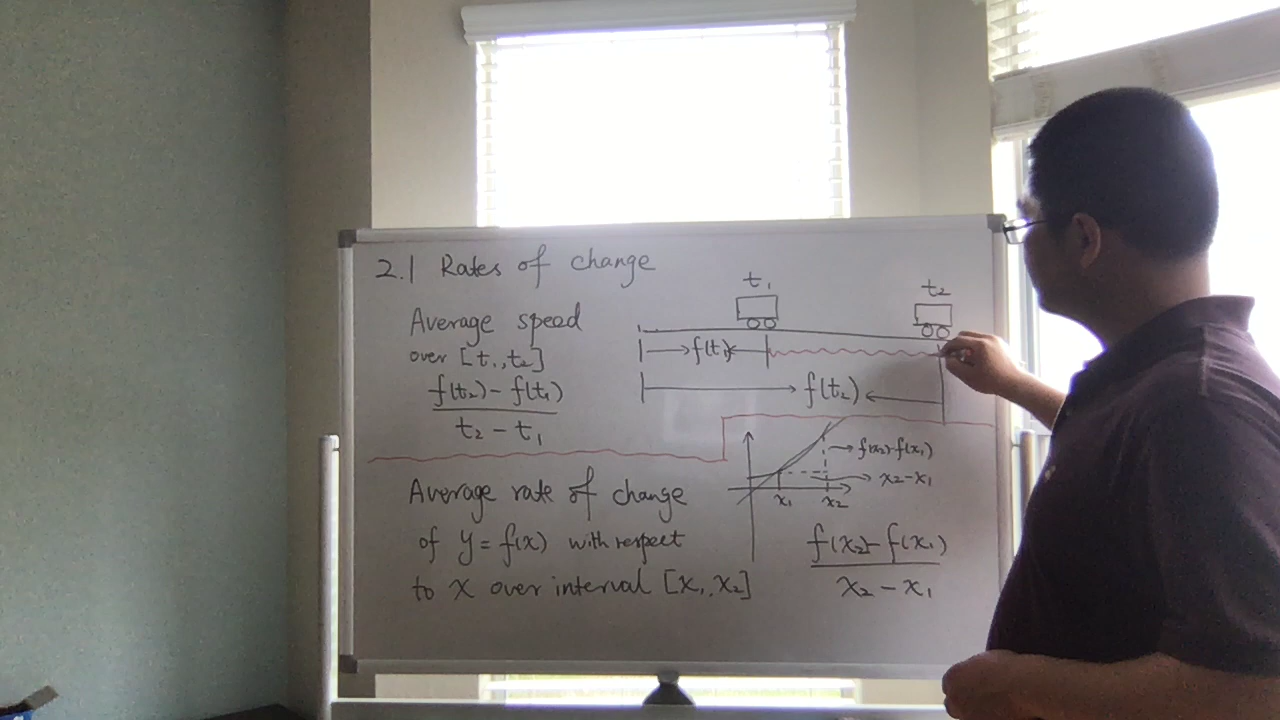 2.1 Rates of change
Average speed
over [t₁, t₂]
f(t₂) - f(t₁)
t₂ - t₁
t₁
t₂
f(t₁)
f(t₂)
Average rate of change
of y = f(x) with respect
to x over interval [x₁, x₂]
f(x₂)-f(x₁)
x₂-x₁
x₁
x₂
f(x₂)-f(x₁)
x₂ - x₁